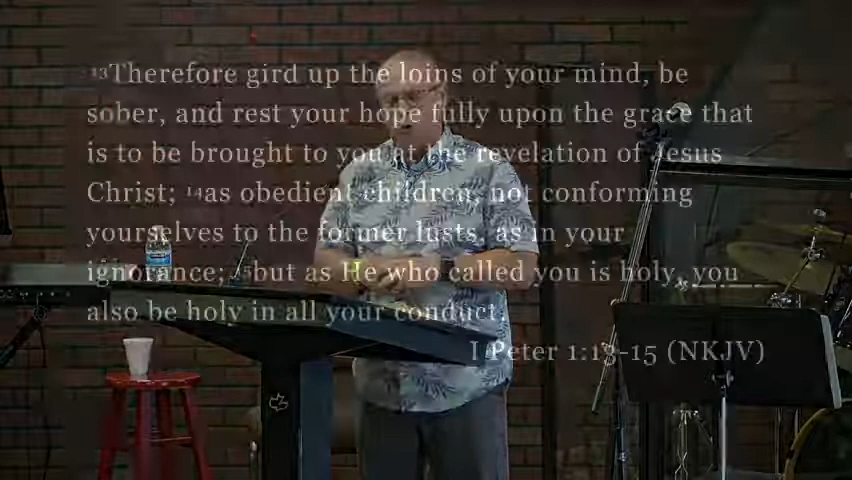 ¹³Therefore gird up the loins of your mind, be
sober, and rest your hope fully upon the grace that
is to be brought to you at the revelation of Jesus
Christ; ¹⁴as obedient children, not conforming
yourselves to the former lusts, as in your
ignorance; ¹⁵but as He who called you is holy, you
also be holy in all your conduct,
I Peter 1:13-15 (NKJV)